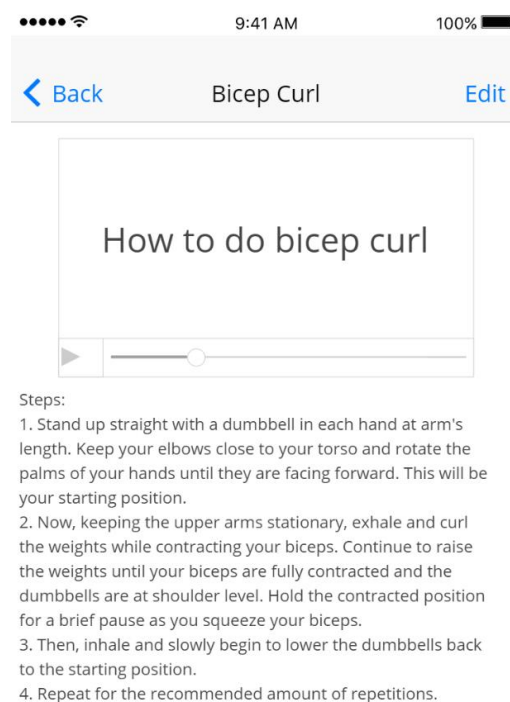 9:41 AM
100%
Back
Bicep Curl
Edit
How to do bicep curl
Steps:
1. Stand up straight with a dumbbell in each hand at arm's
length. Keep your elbows close to your torso and rotate the
palms of your hands until they are facing forward. This will be
your starting position.
2. Now, keeping the upper arms stationary, exhale and curl
the weights while contracting your biceps. Continue to raise
the weights until your biceps are fully contracted and the
dumbbells are at shoulder level. Hold the contracted position
for a brief pause as you squeeze your biceps.
3. Then, inhale and slowly begin to lower the dumbbells back
to the starting position.
4. Repeat for the recommended amount of repetitions.